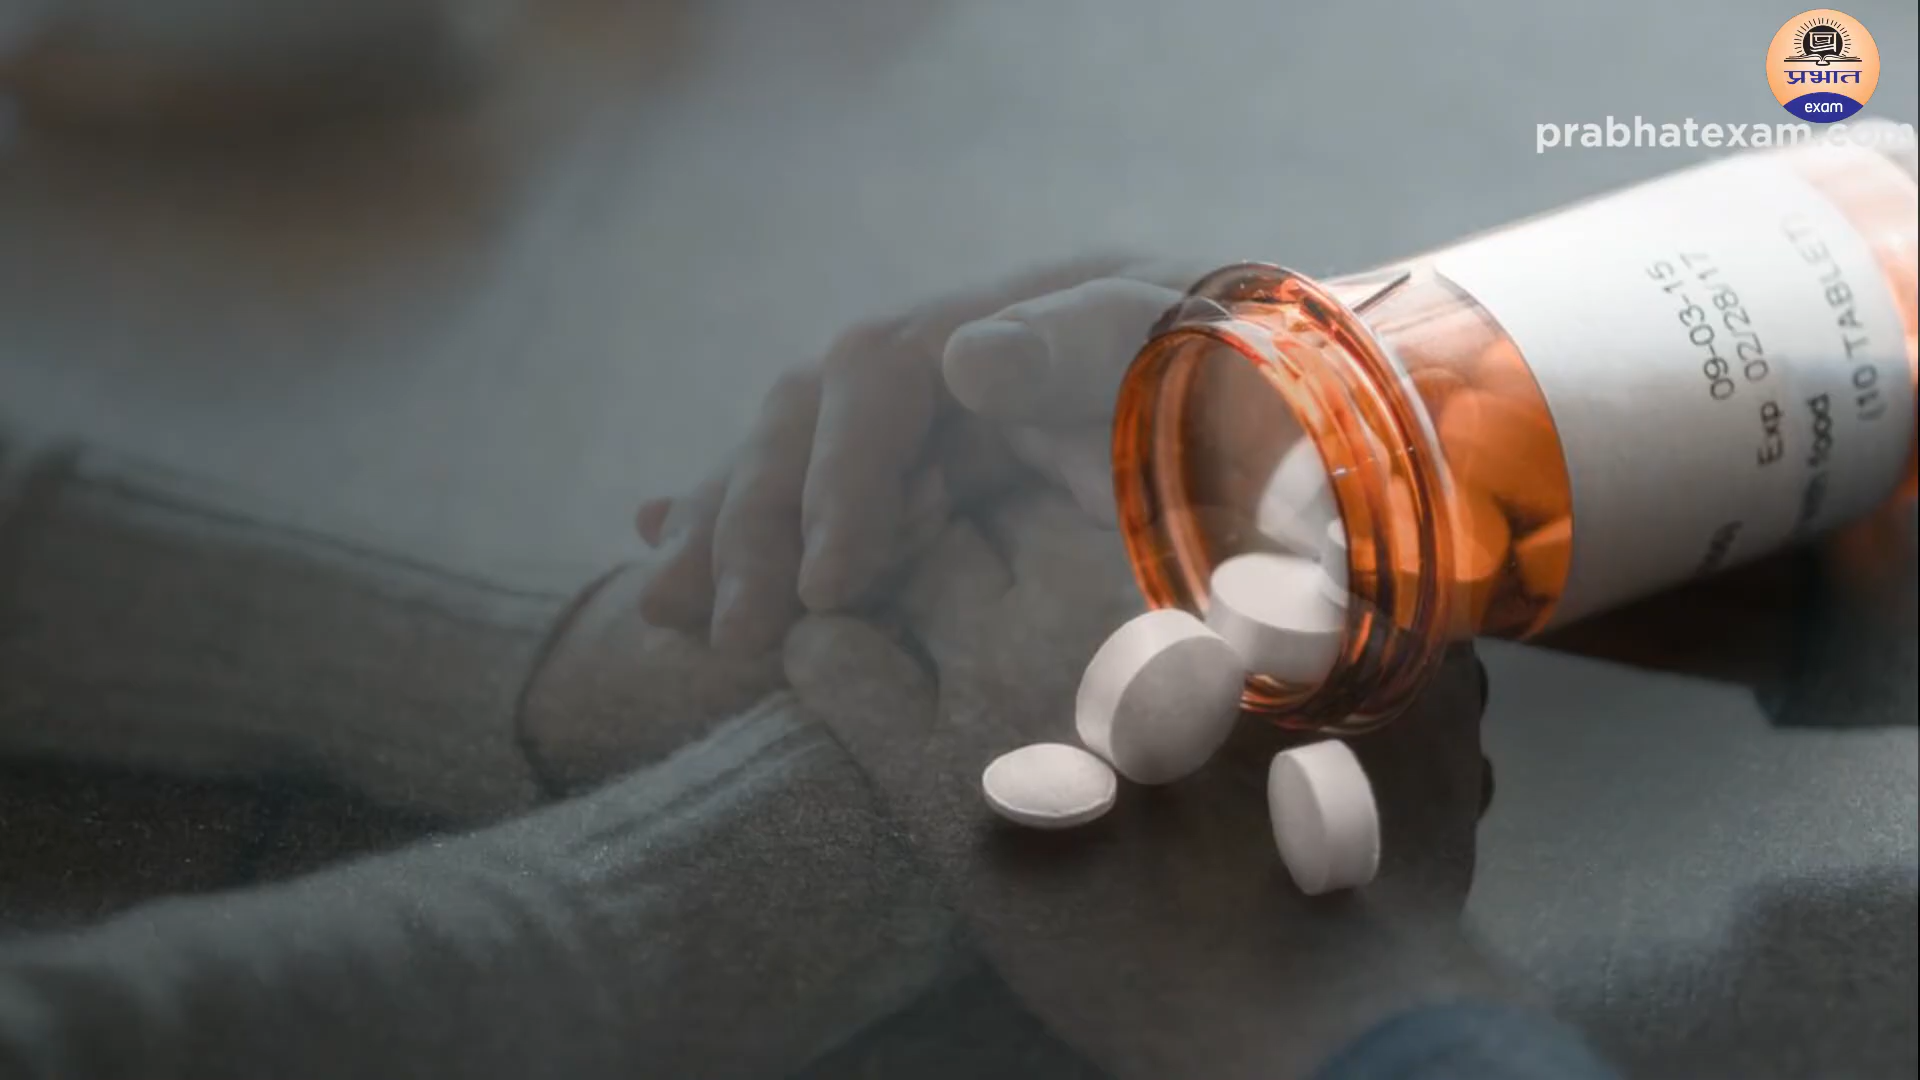 प्रभात
exam
prabhatexam.com
09-03-15
Exp 02/28/17
(10 TABLET)
food